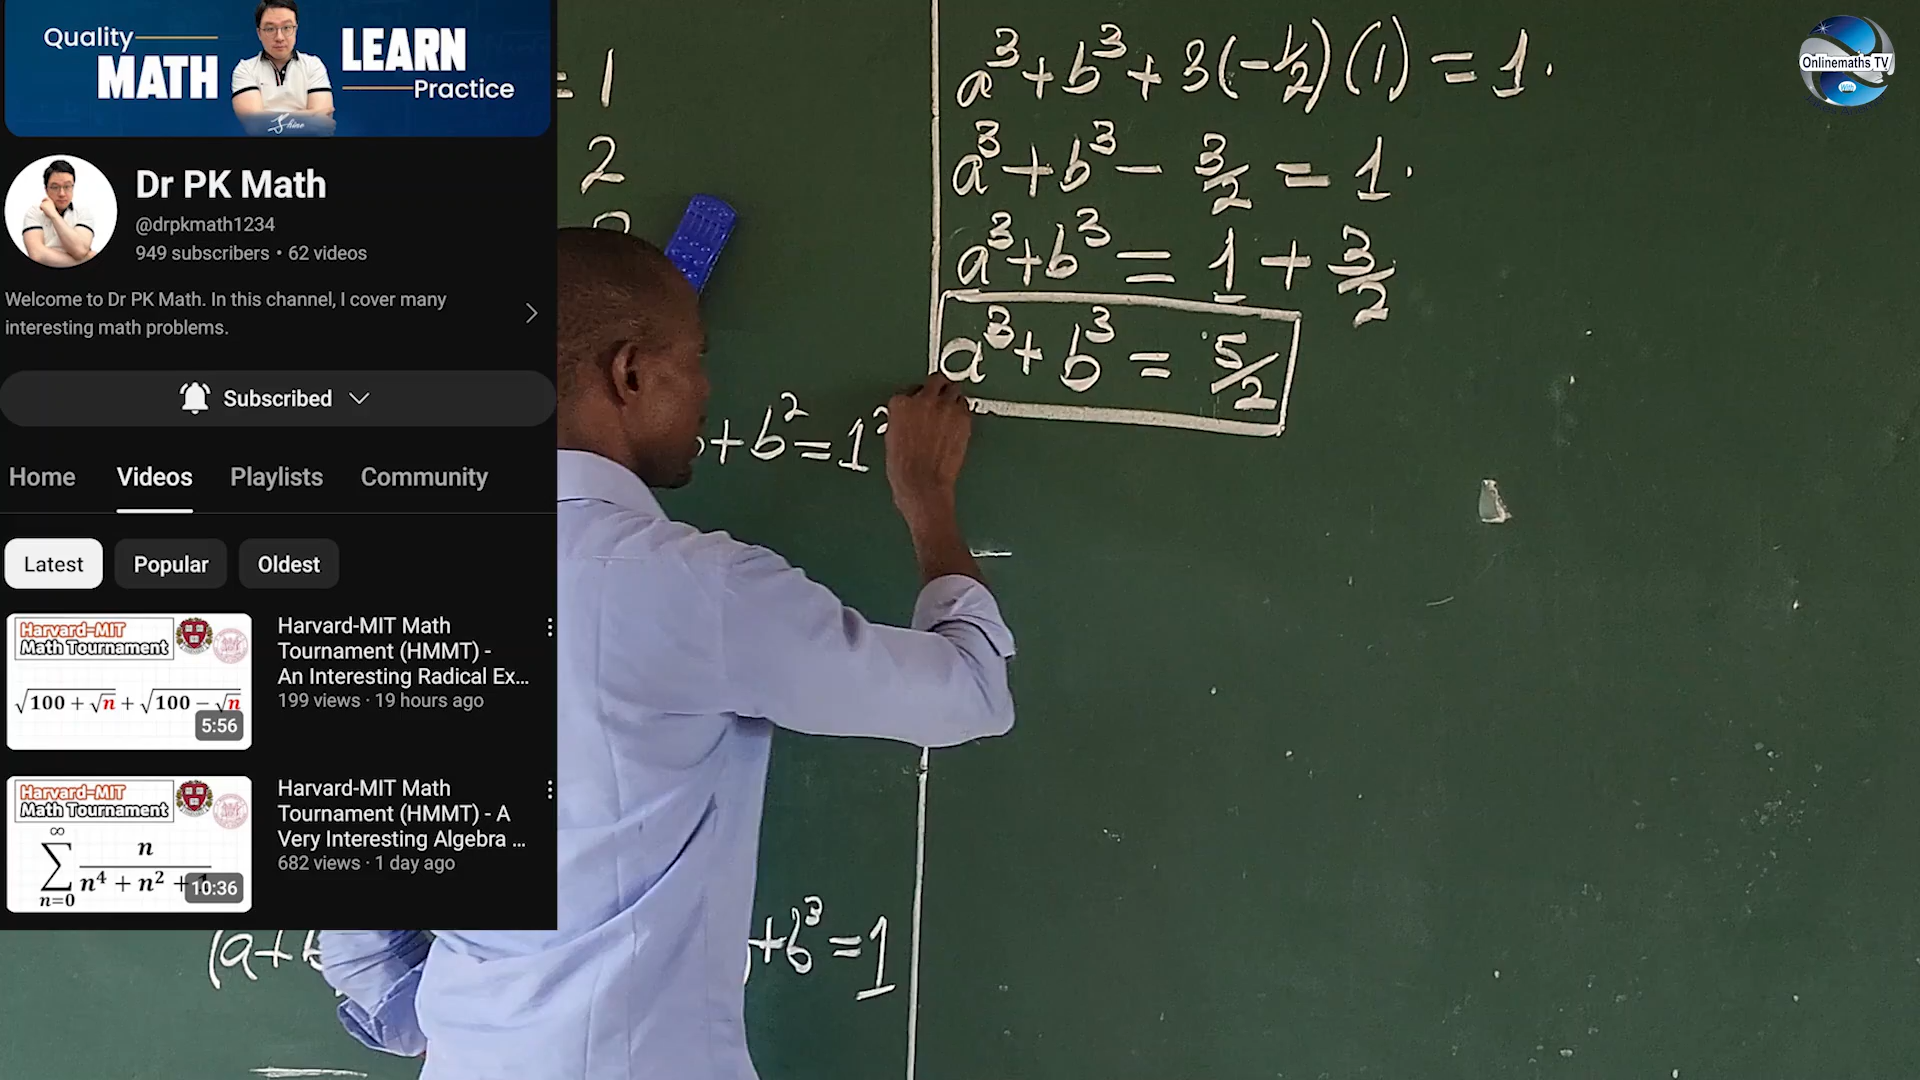 Quality
MATH
LEARN
Practice
Shine
Dr PK Math
@drpkmath1234
949 subscribers • 62 videos
Welcome to Dr PK Math. In this channel, I cover many
interesting math problems.
Subscribed
Home Videos Playlists Community
Latest Popular Oldest
Harvard-MIT
Math Tournament
√100 + √n + √100 − √n
5:56
Harvard-MIT Math
Tournament (HMMT) -
An Interesting Radical Ex...
199 views · 19 hours ago
Harvard-MIT
Math Tournament
∞
∑ n
n⁴ + n² +
n=0
10:36
Harvard-MIT Math
Tournament (HMMT) - A
Very Interesting Algebra ...
682 views · 1 day ago
= 1
2
+ b² = 1²
(a+
+b³ = 1
a³ + b³ + 3(-1/2)(1) = 1.
a³ + b³ - 3/2 = 1.
a³ + b³ = 1 + 3/2
a³ + b³ = 5/2
Onlinemaths TV